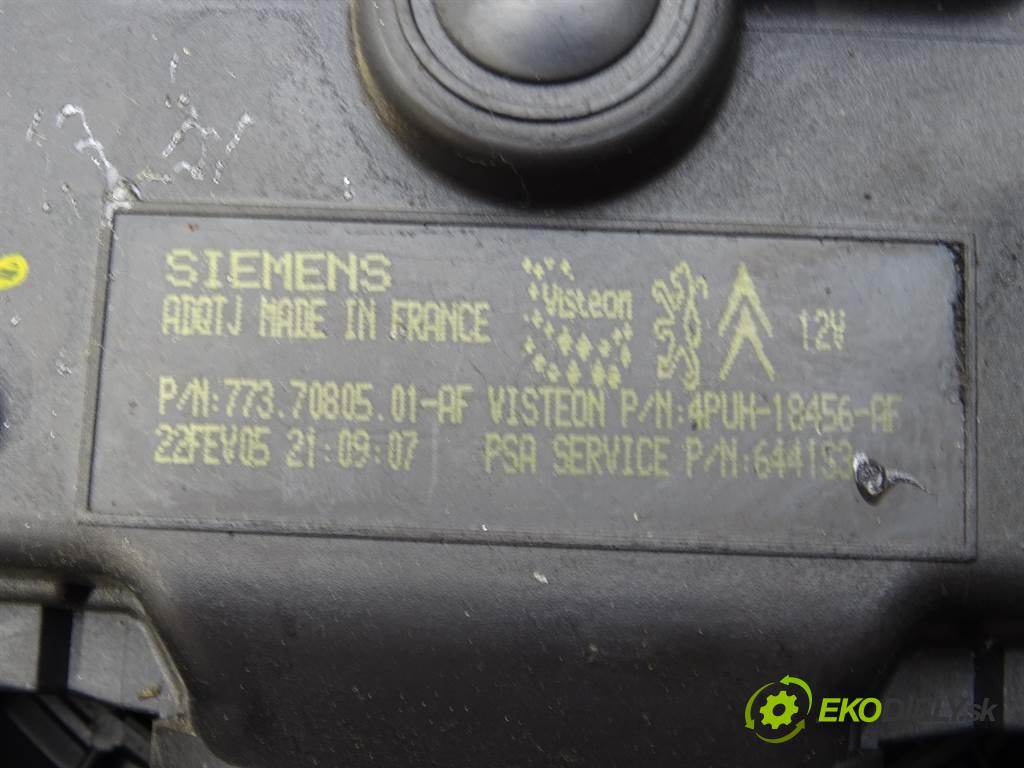 SIEMENS
ADQTJ MADE IN FRANCE
Visteon
12V
P/N:773.70805.01-AF VISTEON P/N:4PUH-18456-AF
22FEV05 21:09:07 PSA SERVICE P/N:6441S3
EKODIELY.sk